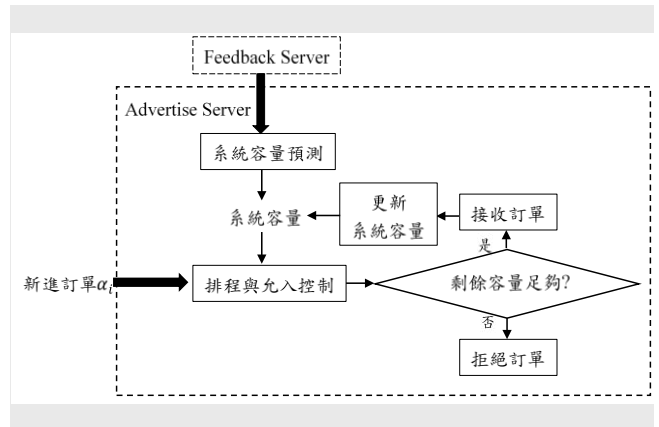 Feedback Server
Advertise Server
系統容量預測
系統容量
更新
系統容量
接收訂單
是
新進訂單αᵢ
排程與允入控制
剩餘容量足夠?
否
拒絕訂單